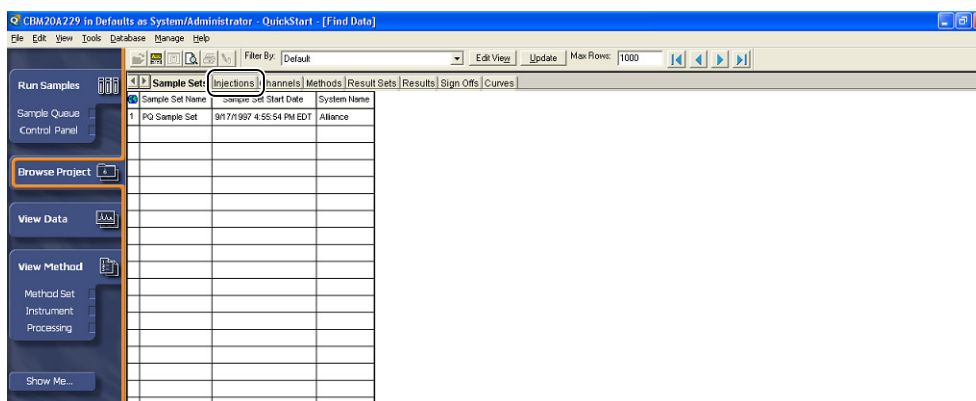 CBM20A229 in Defaults as System/Administrator - QuickStart - [Find Data]
File Edit View Tools Database Manage Help
Filter By: Default Edit View Update Max Rows: 1000
Run Samples
Sample Queue
Control Panel
Browse Project
View Data
View Method
Method Set
Instrument
Processing
Show Me...
Sample Sets Injections Channels Methods Result Sets Results Sign Offs Curves
Sample Set Name Sample Set Start Date System Name
1 PQ Sample Set 9/17/1997 4:55:54 PM EDT Alliance